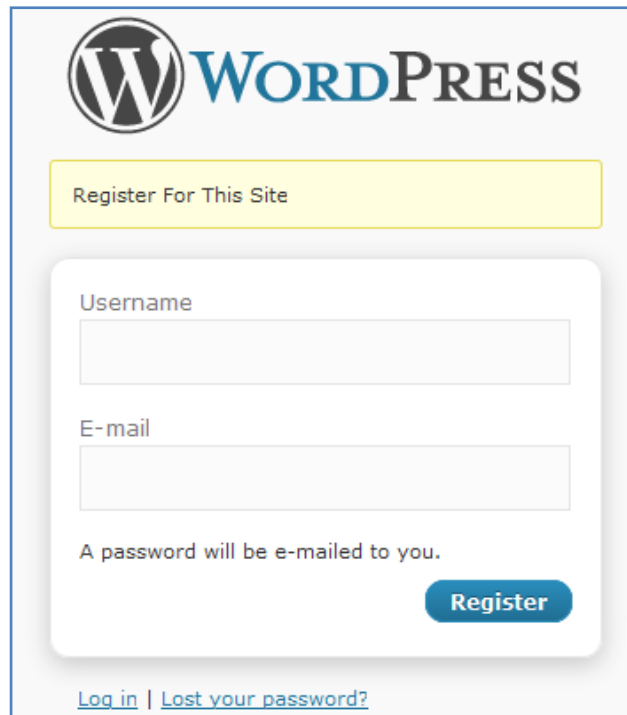 WORDPRESS
Register For This Site
Username
E-mail
A password will be e-mailed to you.
Register
Log in | Lost your password?